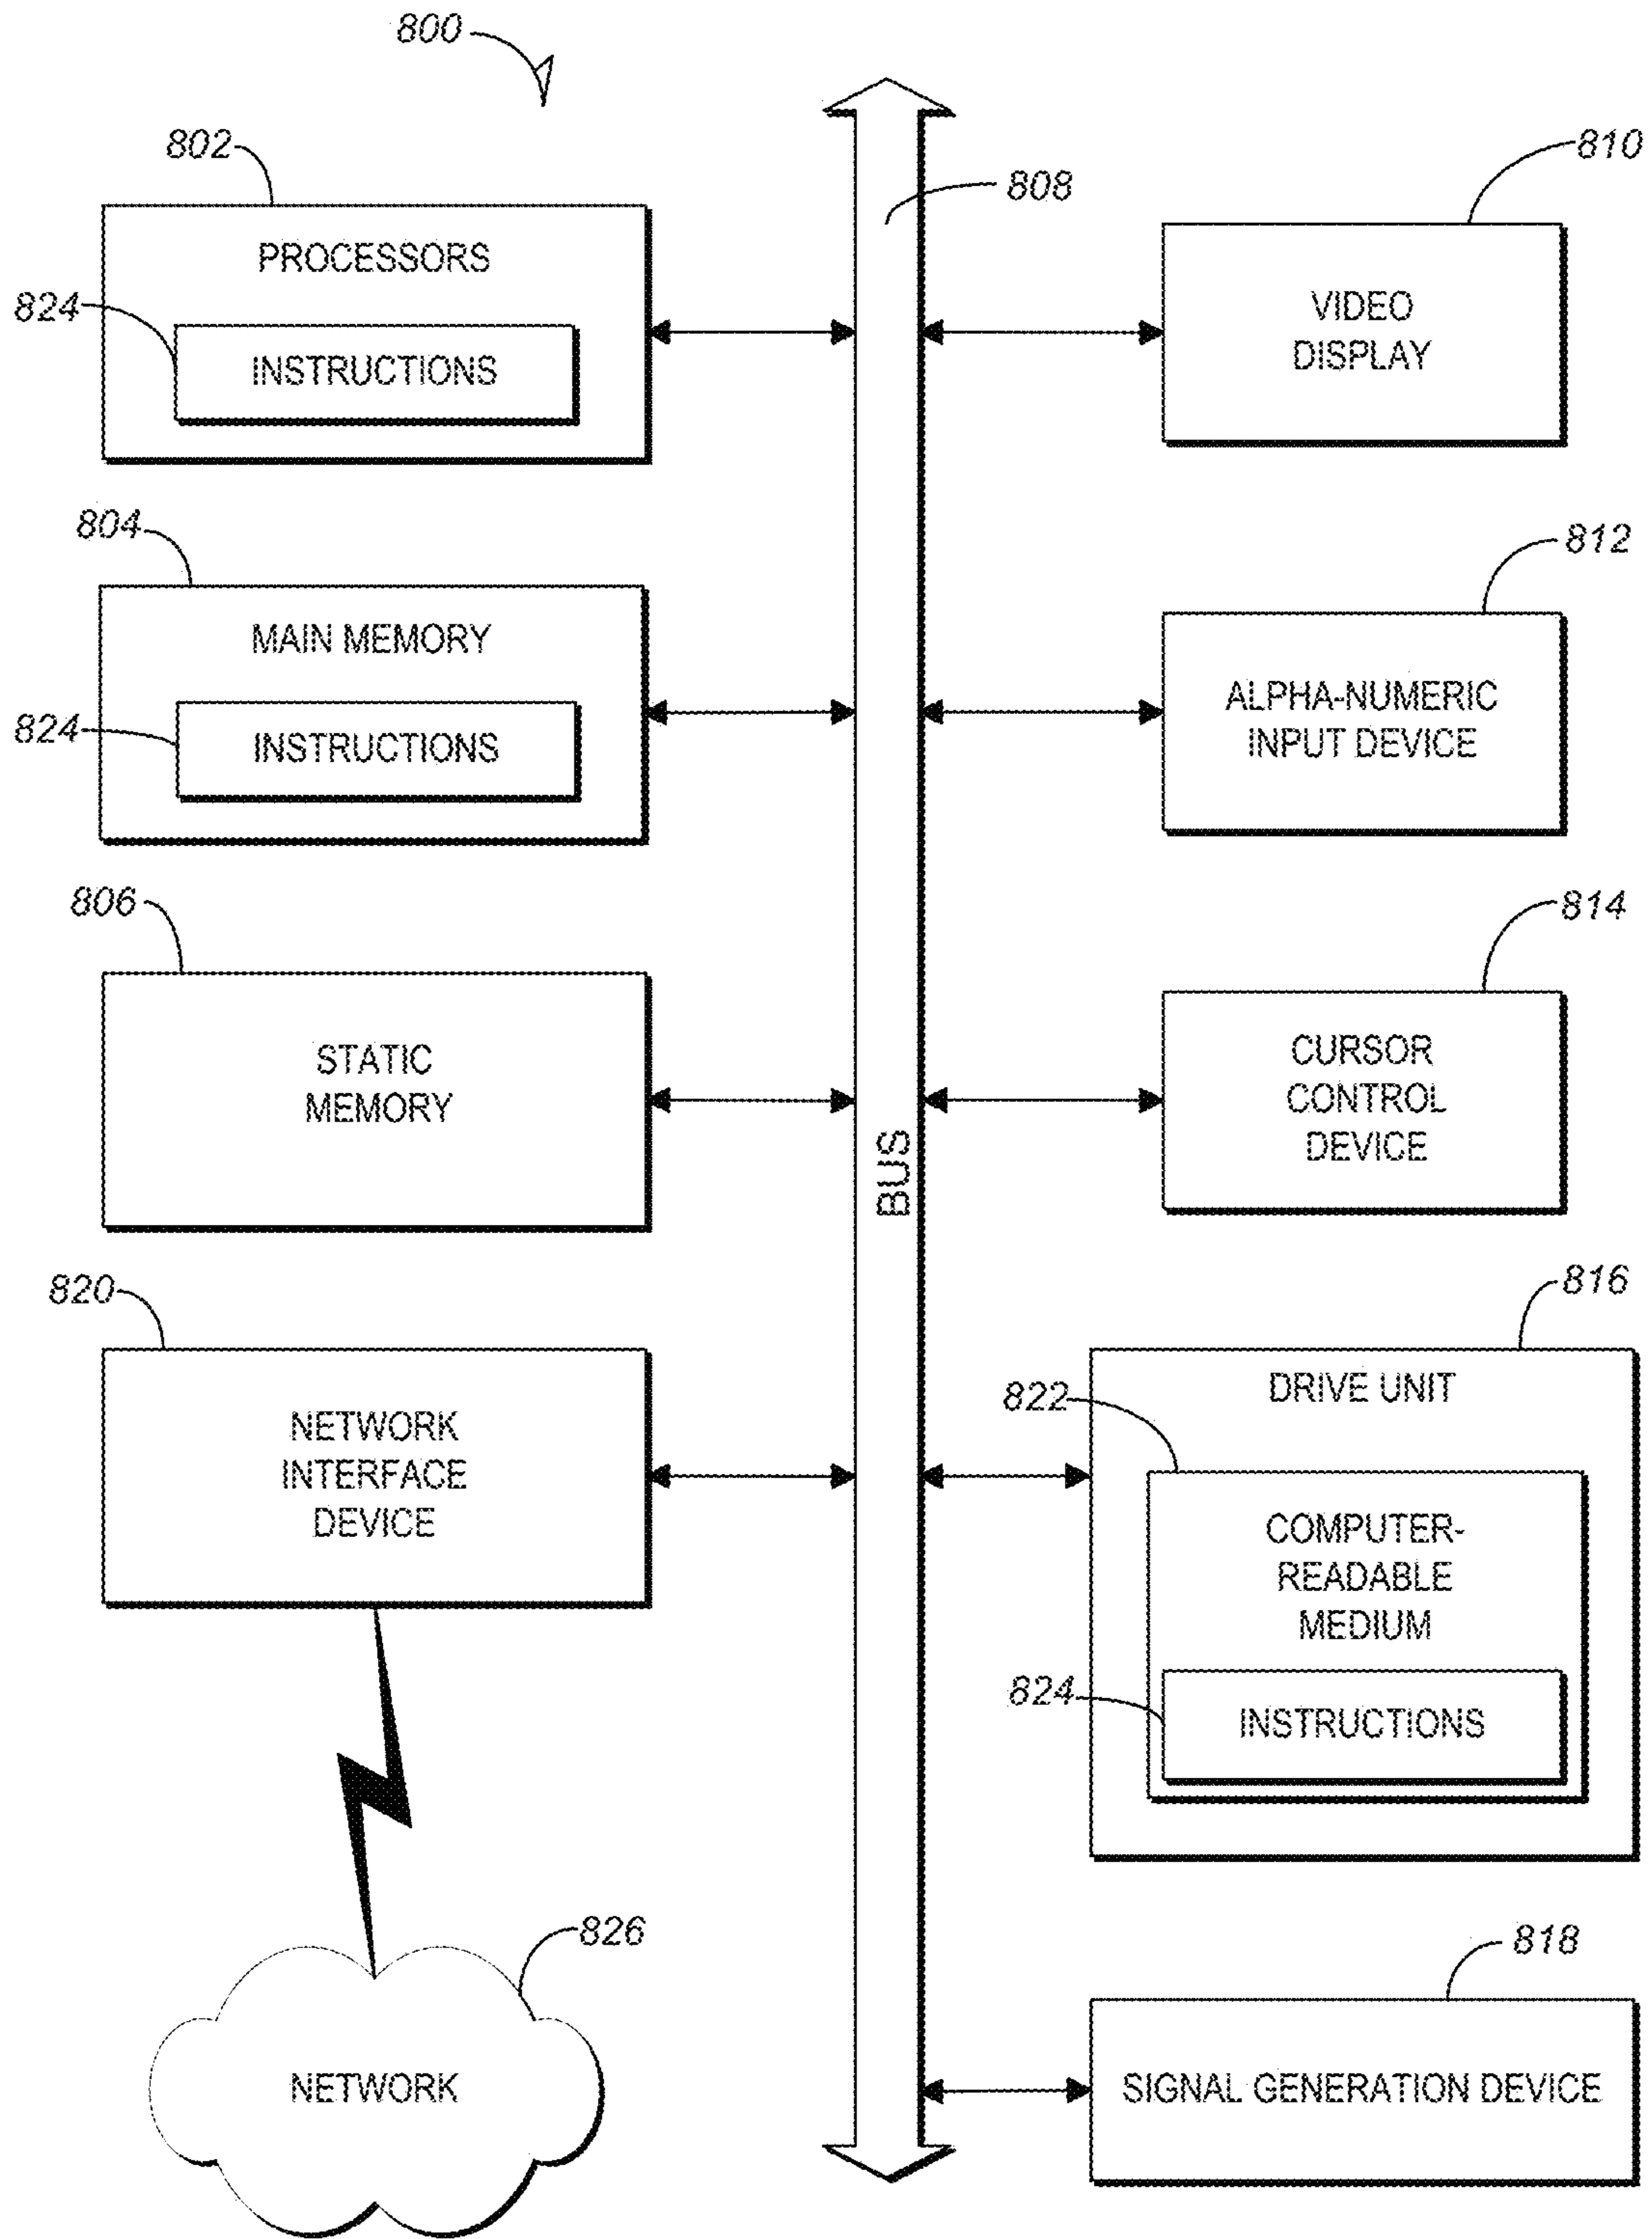 800
802
PROCESSORS
824
INSTRUCTIONS
804
MAIN MEMORY
824
INSTRUCTIONS
806
STATIC
MEMORY
820
NETWORK
INTERFACE
DEVICE
826
NETWORK
808
BUS
810
VIDEO
DISPLAY
812
ALPHA-NUMERIC
INPUT DEVICE
814
CURSOR
CONTROL
DEVICE
816
DRIVE UNIT
822
COMPUTER-
READABLE
MEDIUM
824
INSTRUCTIONS
818
SIGNAL GENERATION DEVICE